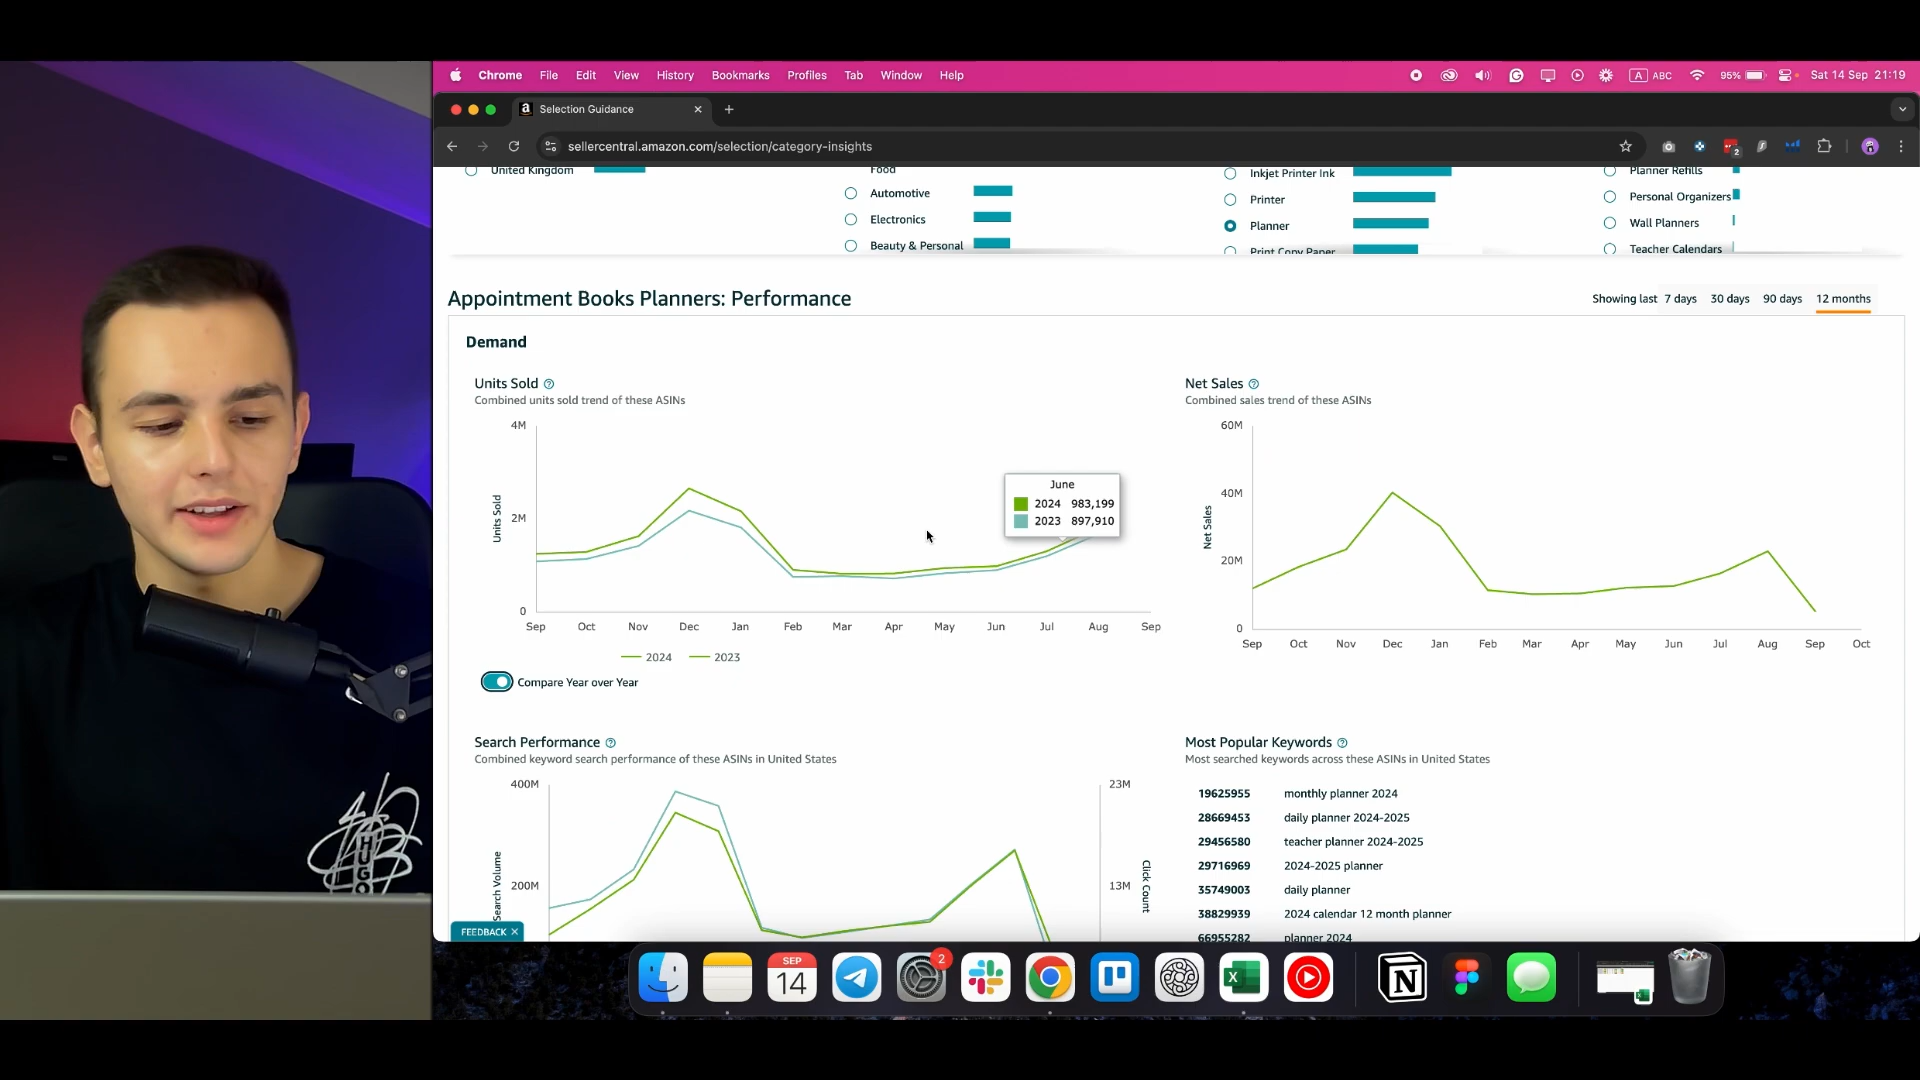 Chrome File Edit View History Bookmarks Profiles Tab Window Help
A ABC 95% Sat 14 Sep 21:19
Selection Guidance
sellercentral.amazon.com/selection/category-insights
2
United Kingdom
Food
Automotive
Electronics
Beauty & Personal
Inkjet Printer Ink
Printer
Planner
Print Copy Paper
Planner Refills
Personal Organizers
Wall Planners
Teacher Calendars
Appointment Books Planners: Performance
Showing last 7 days 30 days 90 days 12 months
Demand
Units Sold
Combined units sold trend of these ASINs
4M
2M
0
Units Sold
June
2024 983,199
2023 897,910
Sep Oct Nov Dec Jan Feb Mar Apr May Jun Jul Aug Sep
2024 2023
Compare Year over Year
Net Sales
Combined sales trend of these ASINs
60M
40M
20M
0
Net Sales
Sep Oct Nov Dec Jan Feb Mar Apr May Jun Jul Aug Sep Oct
Search Performance
Combined keyword search performance of these ASINs in United States
400M
200M
Search Volume
23M
13M
Click Count
Most Popular Keywords
Most searched keywords across these ASINs in United States
19625955 monthly planner 2024
28669453 daily planner 2024-2025
29456580 teacher planner 2024-2025
29716969 2024-2025 planner
35749003 daily planner
38829939 2024 calendar 12 month planner
66955282 planner 2024
FEEDBACK
SEP
14
2
HUGO